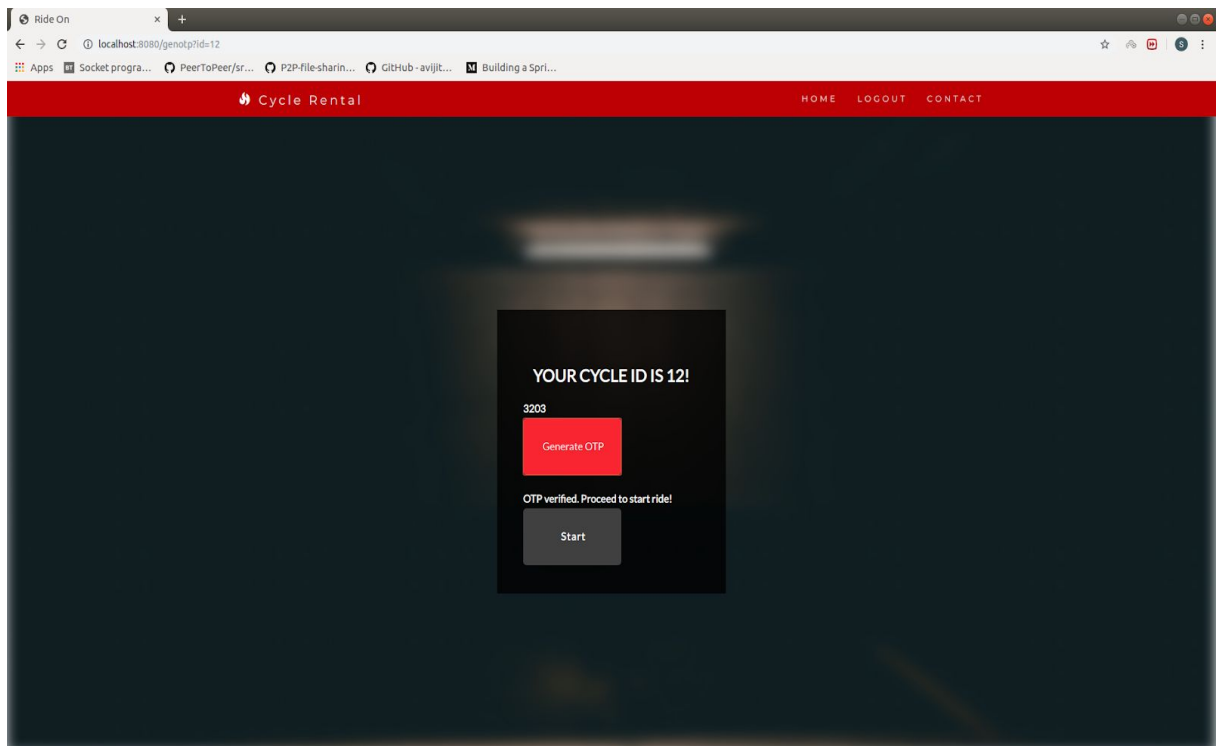 Ride On
localhost:8080/genotp?id=12
Apps BT Socket progra... PeerToPeer/sr... P2P-file-sharin... GitHub - avijit... M Building a Spri...
S
Cycle Rental HOME LOGOUT CONTACT
YOUR CYCLE ID IS 12!
3203
Generate OTP
OTP verified. Proceed to start ride!
Start